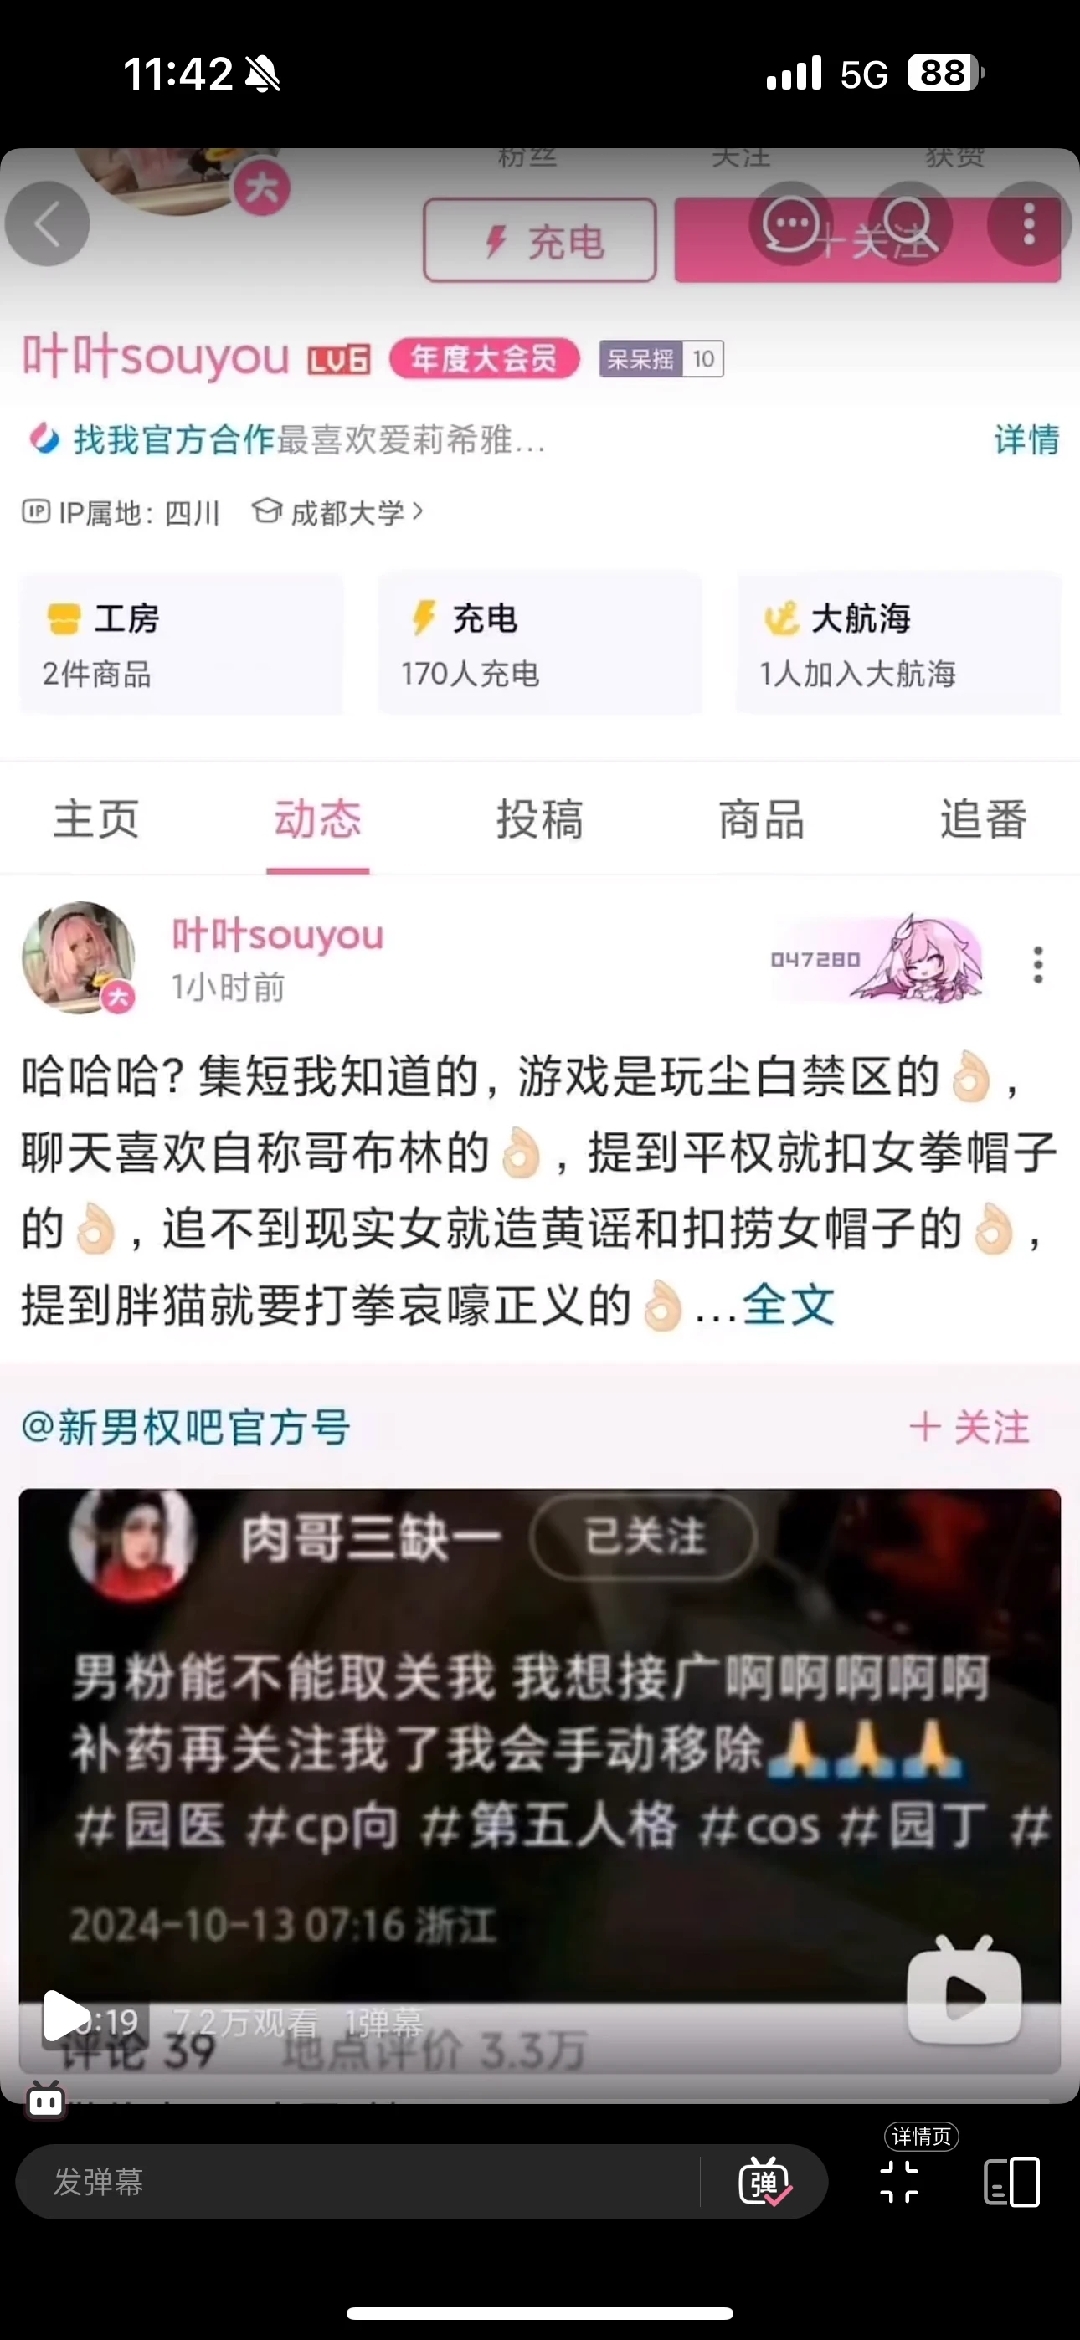 11:42
5G 88
粉丝 关注 获赞
大
充电
+关注
叶叶souyou LV6 年度大会员 呆呆摇 10
找我官方合作最喜欢爱莉希雅... 详情
IP IP属地：四川 成都大学>
工房 充电 大航海
2件商品 170人充电 1人加入大航海
主页 动态 投稿 商品 追番
叶叶souyou
047280
1小时前
大
哈哈哈？集短我知道的，游戏是玩尘白禁区的👌🏻，
聊天喜欢自称哥布林的👌🏻，提到平权就扣女拳帽子
的👌🏻，追不到现实女就造黄谣和扣捞女帽子的👌🏻，
提到胖猫就要打拳哀嚎正义的👌🏻...全文
@新男权吧官方号 + 关注
肉哥三缺一 已关注
男粉能不能取关我 我想接广啊啊啊啊啊
补药再关注我了我会手动移除🙏🙏🙏
#园医 #cp向 #第五人格 #cos #园丁 #
2024-10-13 07:16 浙江
:19 7.2万观看 1弹幕
评论 39 地点评价 3.3万
详情页
发弹幕 弹